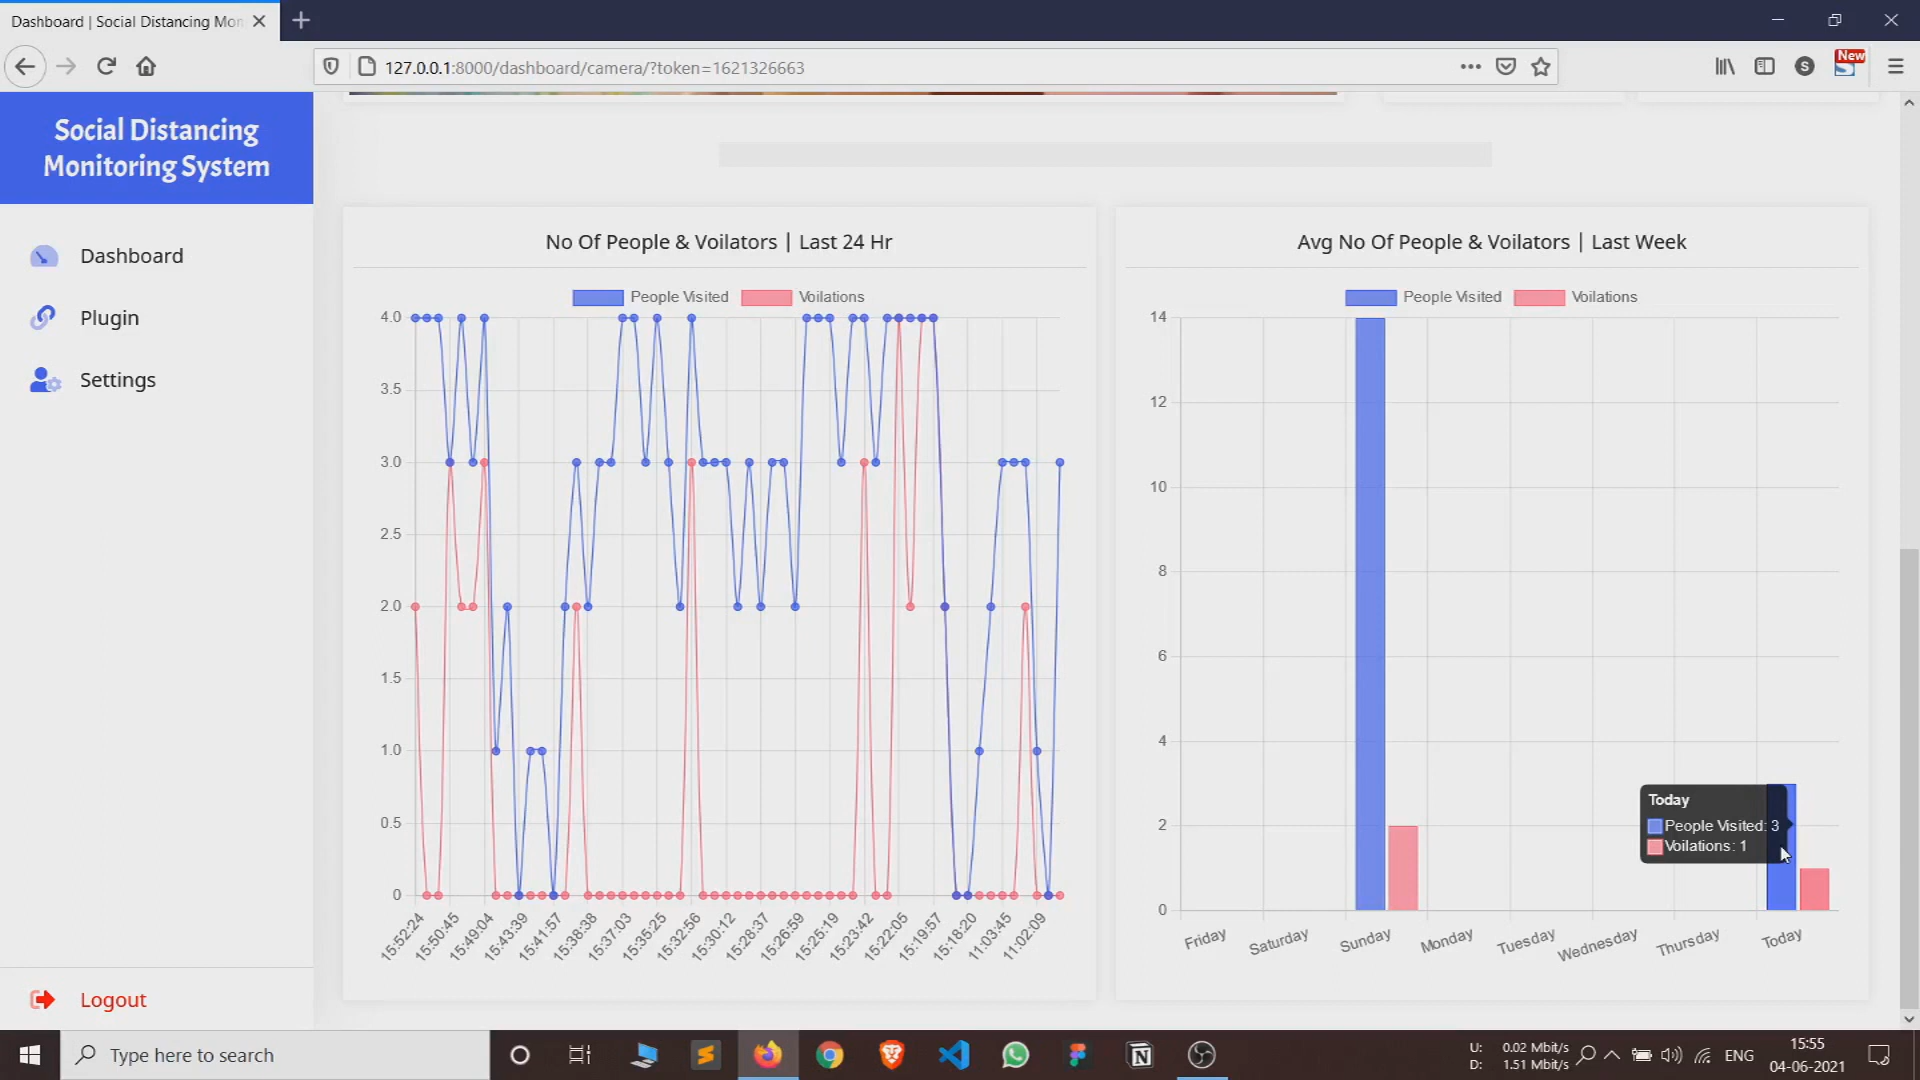 Dashboard | Social Distancing Mon
127.0.0.1:8000/dashboard/camera/?token=1621326663
S
New
Social Distancing
Monitoring System
Dashboard
Plugin
Settings
Logout
No Of People & Voilators | Last 24 Hr
People Visited
Voilations
4.0
3.5
3.0
2.5
2.0
1.5
1.0
0.5
0
15:52:24
15:50:45
15:49:04
15:43:39
15:41:57
15:38:38
15:37:03
15:35:25
15:32:56
15:30:12
15:28:37
15:26:59
15:25:19
15:23:42
15:22:05
15:19:57
15:18:20
11:03:45
11:02:09
Avg No Of People & Voilators | Last Week
People Visited
Voilations
14
12
10
8
6
4
2
0
Today
People Visited: 3
Voilations: 1
Friday
Saturday
Sunday
Monday
Tuesday
Wednesday
Thursday
Today
Type here to search
U: 0.02 Mbit/s
D: 1.51 Mbit/s
ENG
15:55
04-06-2021